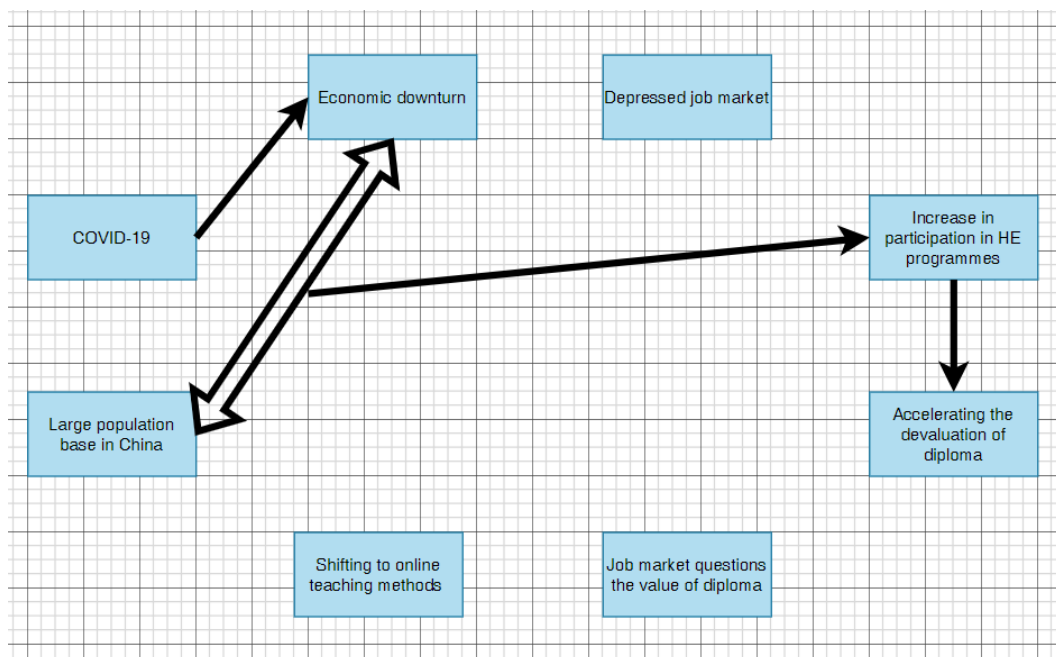 Economic downturn
Depressed job market
COVID-19
Increase in
participation in HE
programmes
Large population
base in China
Accelerating the
devaluation of
diploma
Shifting to online
teaching methods
Job market questions
the value of diploma